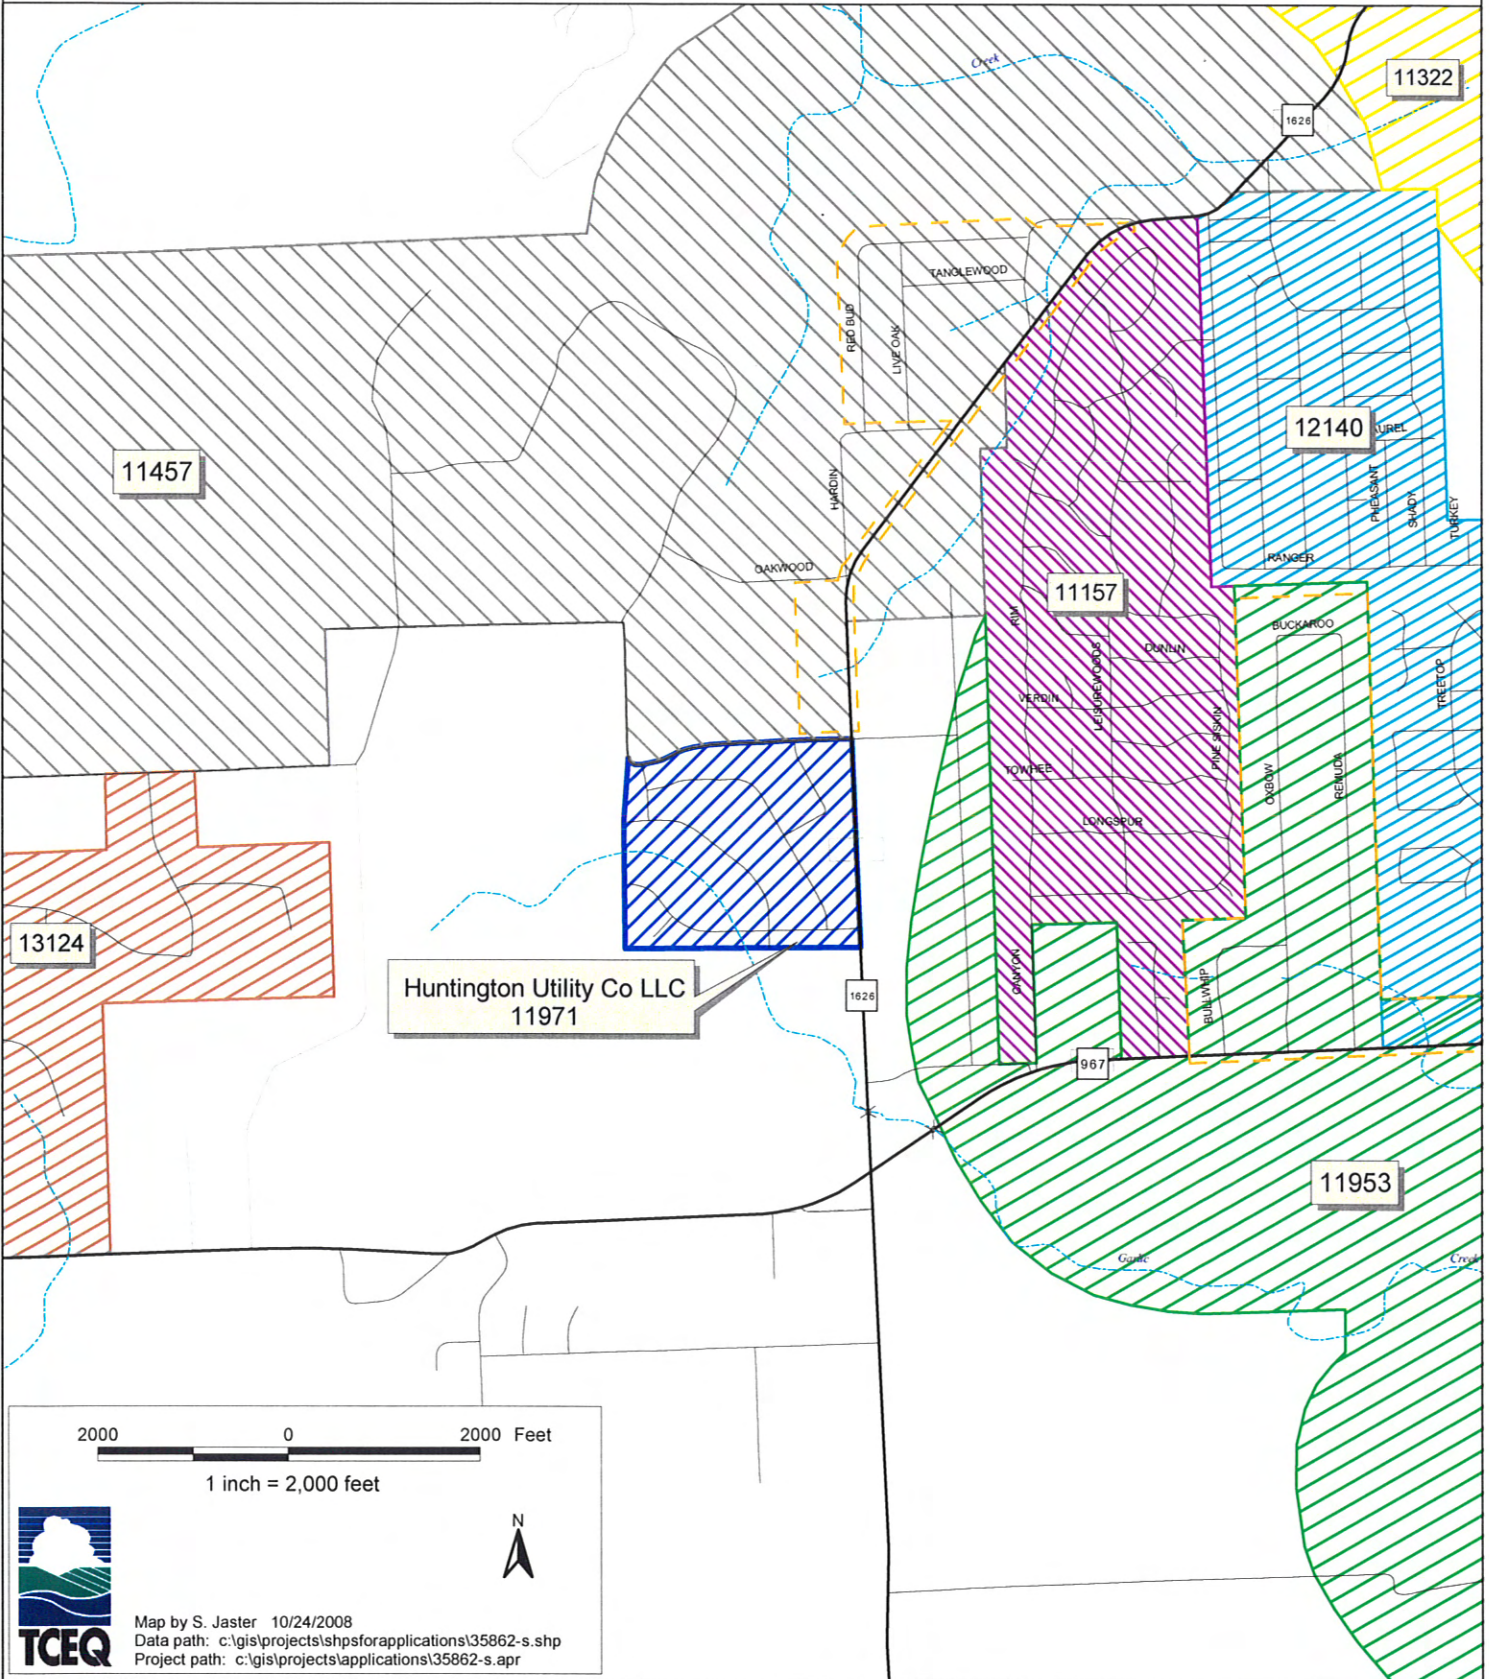 Creek
11322
1626
TANGLEWOOD
RED BUD
LIVE OAK
12140
AUREL
11457
HARDIN
PHEASANT
SHADY
TURKEY
OAKWOOD
RANGER
11157
RIM
BUCKAROO
DUNLIN
LEISUREWOODS
VERDIN
TREETOP
PINE SISKIN
TOWHEE
OXBOW
REMUDA
LONGSPUR
13124
CANYON
BULLWHIP
Huntington Utility Co LLC
11971
1626
967
11953
Garlic
Creek
2000 0 2000 Feet
1 inch = 2,000 feet
N
TCEQ
Map by S. Jaster 10/24/2008
Data path: c:\gis\projects\shpsforapplications\35862-s.shp
Project path: c:\gis\projects\applications\35862-s.apr